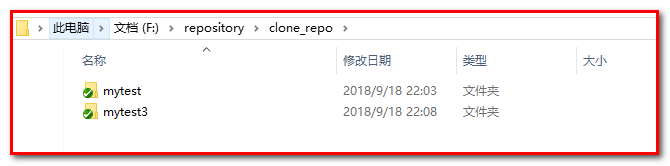 此电脑 文档 (F:) repository clone_repo
名称 修改日期 类型 大小
mytest 2018/9/18 22:03 文件夹
mytest3 2018/9/18 22:08 文件夹